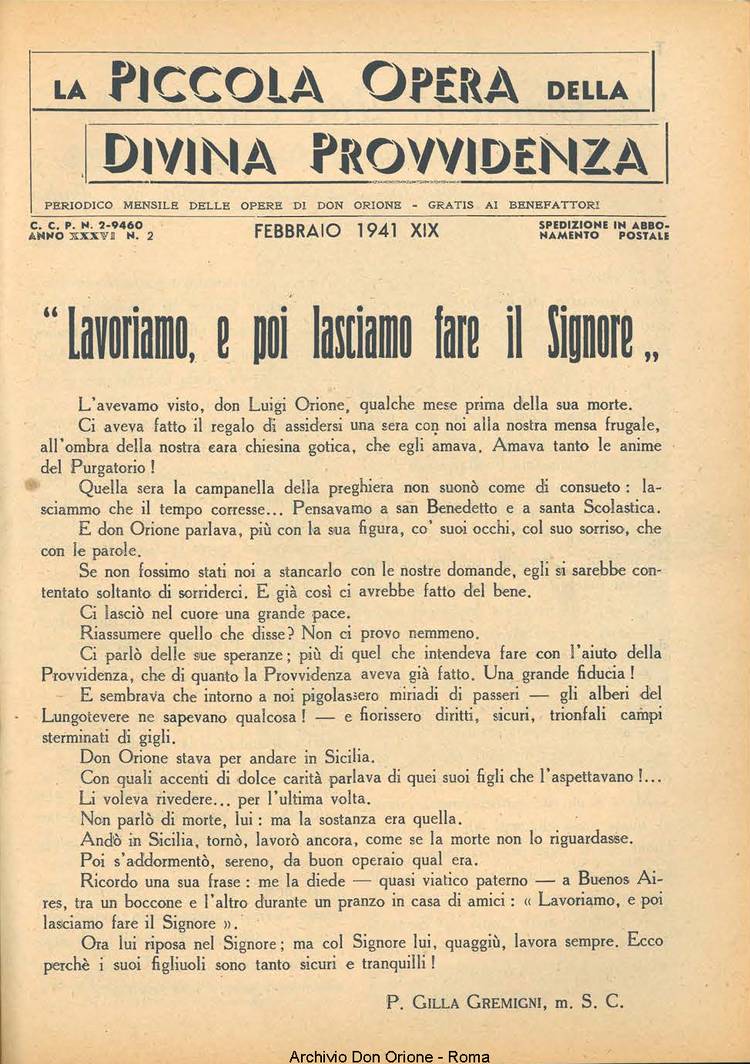 LA PICCOLA OPERA DELLA
DIVINA PROVVIDENZA
PERIODICO MENSILE DELLE OPERE DI DON ORIONE - GRATIS AI BENEFATTORI
C. C. P. N. 2-9460
ANNO XXXVI N. 2
FEBBRAIO 1941 XIX
SPEDIZIONE IN ABBO-
NAMENTO POSTALE
“ Lavoriamo, e poi lasciamo fare il Signore „
L'avevamo visto, don Luigi Orione, qualche mese prima della sua morte.
Ci aveva fatto il regalo di assidersi una sera con noi alla nostra mensa frugale,
all'ombra della nostra cara chiesina gotica, che egli amava. Amava tanto le anime
del Purgatorio !
Quella sera la campanella della preghiera non suonò come di consueto : la-
sciammo che il tempo corresse... Pensavamo a san Benedetto e a santa Scolastica.
E don Orione parlava, più con la sua figura, co' suoi occhi, col suo sorriso, che
con le parole.
Se non fossimo stati noi a stancarlo con le nostre domande, egli si sarebbe con-
tentato soltanto di sorriderci. E già così ci avrebbe fatto del bene.
Ci lasciò nel cuore una grande pace.
Riassumere quello che disse? Non ci provo nemmeno.
Ci parlò delle sue speranze ; più di quel che intendeva fare con l'aiuto della
Provvidenza, che di quanto la Provvidenza aveva già fatto. Una grande fiducia !
E sembrava che intorno a noi pigolassero miriadi di passeri — gli alberi del
Lungotevere ne sapevano qualcosa ! — e fiorissero diritti, sicuri, trionfali campi
sterminati di gigli.
Don Orione stava per andare in Sicilia.
Con quali accenti di dolce carità parlava di quei suoi figli che l'aspettavano !...
Li voleva rivedere... per l'ultima volta.
Non parlò di morte, lui : ma la sostanza era quella.
Andò in Sicilia, tornò, lavorò ancora, come se la morte non lo riguardasse.
Poi s'addormentò, sereno, da buon operaio qual era.
Ricordo una sua frase : me la diede — quasi viatico paterno — a Buenos Ai-
res, tra un boccone e l'altro durante un pranzo in casa di amici : « Lavoriamo, e poi
lasciamo fare il Signore ».
Ora lui riposa nel Signore ; ma col Signore lui, quaggiù, lavora sempre. Ecco
perchè i suoi figliuoli sono tanto sicuri e tranquilli !
P. GILLA GREMIGNI, m. S. C.
Archivio Don Orione - Roma